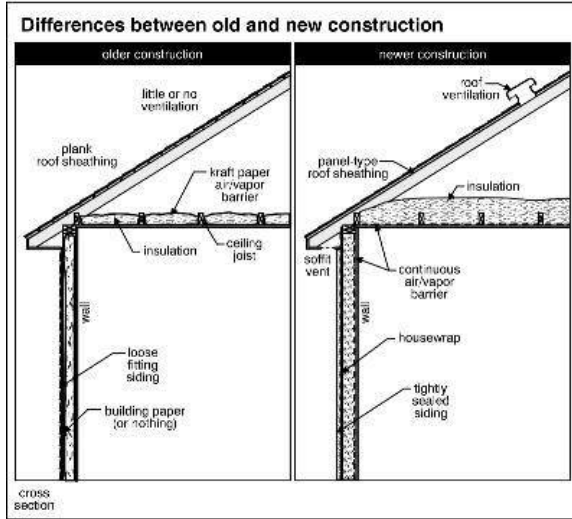 Differences between old and new construction
older construction
little or no
ventilation
plank
roof sheathing
kraft paper
air/vapor
barrier
insulation
ceiling
joist
wall
loose
fitting
siding
building paper
(or nothing)
cross
section
newer construction
roof
ventilation
panel-type
roof sheathing
insulation
soffit
vent
continuous
air/vapor
barrier
wall
housewrap
tightly
sealed
siding